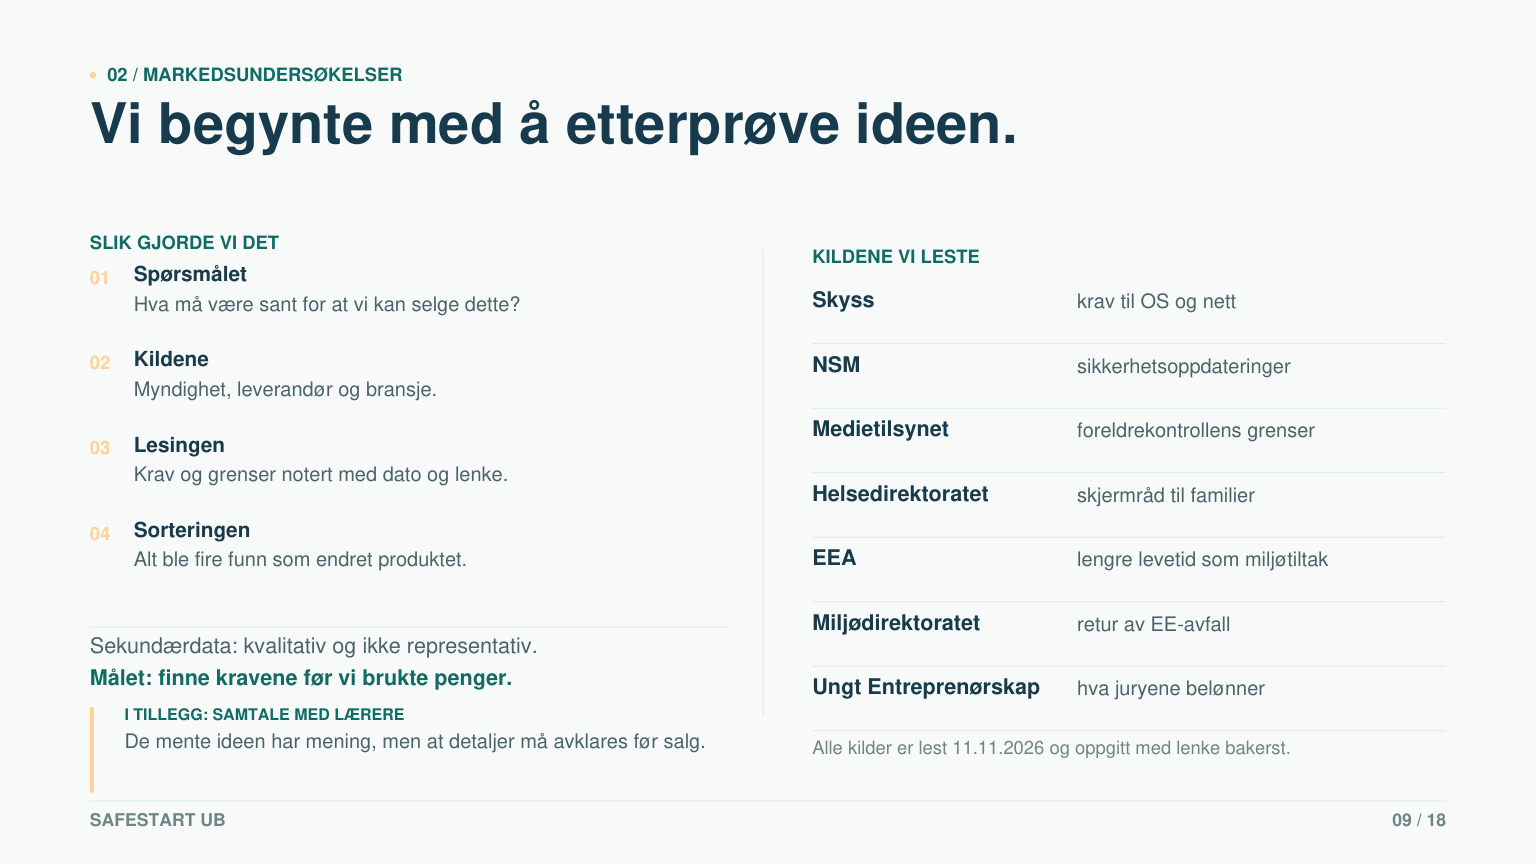 02 / MARKEDSUNDERSØKELSER
Vi begynte med å etterprøve ideen.
SLIK GJORDE VI DET
01 Spørsmålet
Hva må være sant for at vi kan selge dette?
02 Kildene
Myndighet, leverandør og bransje.
03 Lesingen
Krav og grenser notert med dato og lenke.
04 Sorteringen
Alt ble fire funn som endret produktet.
Sekundærdata: kvalitativ og ikke representativ.
Målet: finne kravene før vi brukte penger.
I TILLEGG: SAMTALE MED LÆRERE
De mente ideen har mening, men at detaljer må avklares før salg.
KILDENE VI LESTE
Skyss krav til OS og nett
NSM sikkerhetsoppdateringer
Medietilsynet foreldrekontrollens grenser
Helsedirektoratet skjermråd til familier
EEA lengre levetid som miljøtiltak
Miljødirektoratet retur av EE-avfall
Ungt Entreprenørskap hva juryene belønner
Alle kilder er lest 11.11.2026 og oppgitt med lenke bakerst.
SAFESTART UB
09 / 18